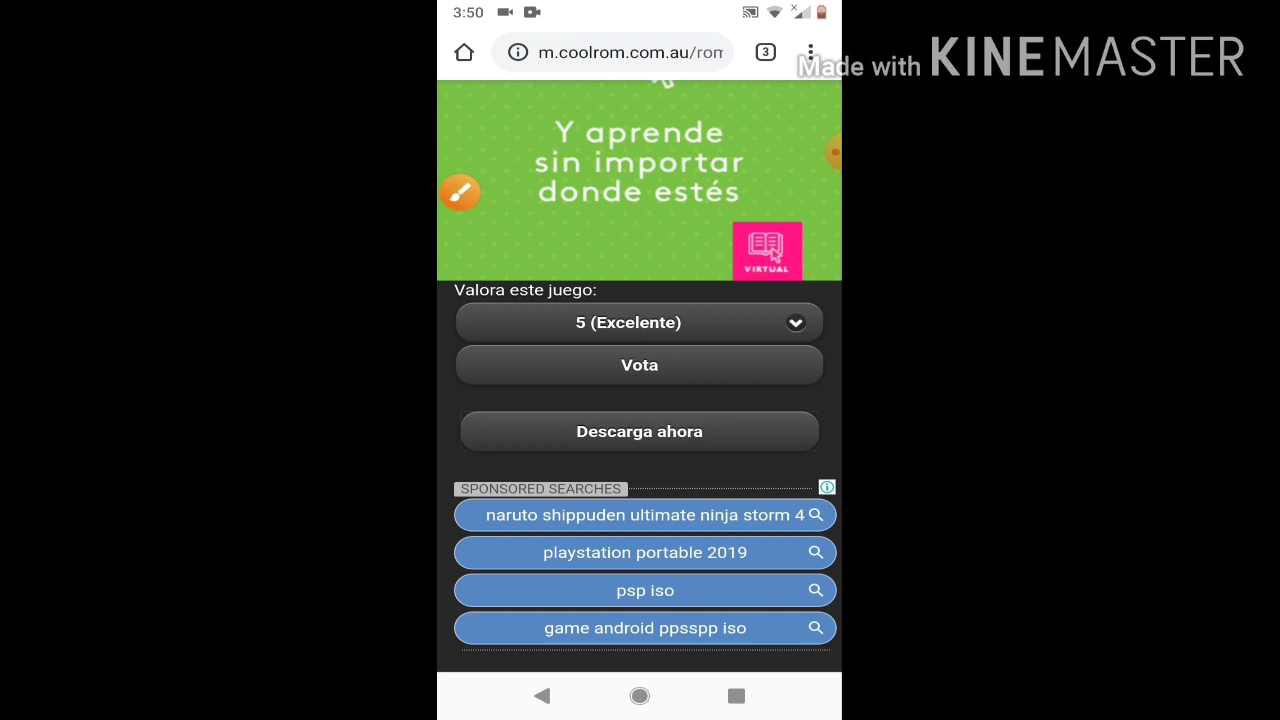 3:50
m.coolrom.com.au/rom
3
Made with KINEMASTER
Y aprende
sin importar
donde estés
VIRTUAL
Valora este juego:
5 (Excelente)
Vota
Descarga ahora
SPONSORED SEARCHES
naruto shippuden ultimate ninja storm 4
playstation portable 2019
psp iso
game android ppsspp iso